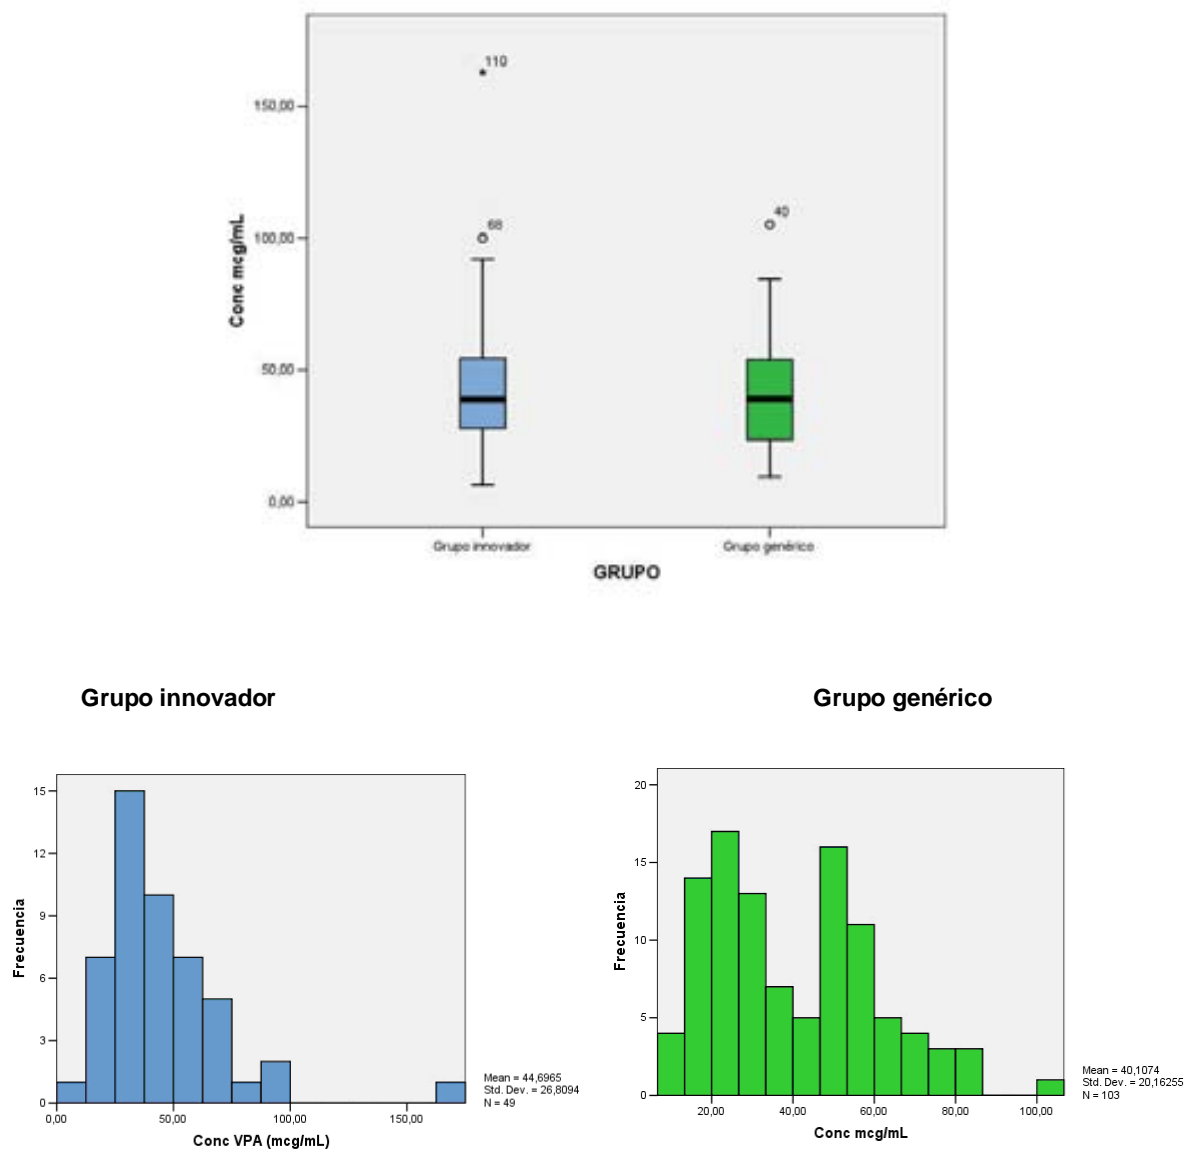 110
150,00
40
68
100,00
Conc mcg/mL
50,00
0,00
Grupo innovador
Grupo genérico
GRUPO
Grupo innovador
Grupo genérico
15
12
9
6
3
0
Frecuencia
0,00
50,00
100,00
150,00
Conc VPA (mcg/mL)
Mean = 44,6965
Std. Dev. = 26,8094
N = 49
20
15
10
5
0
Frecuencia
20,00
40,00
60,00
80,00
100,00
Conc mcg/mL
Mean = 40,1074
Std. Dev. = 20,16255
N = 103